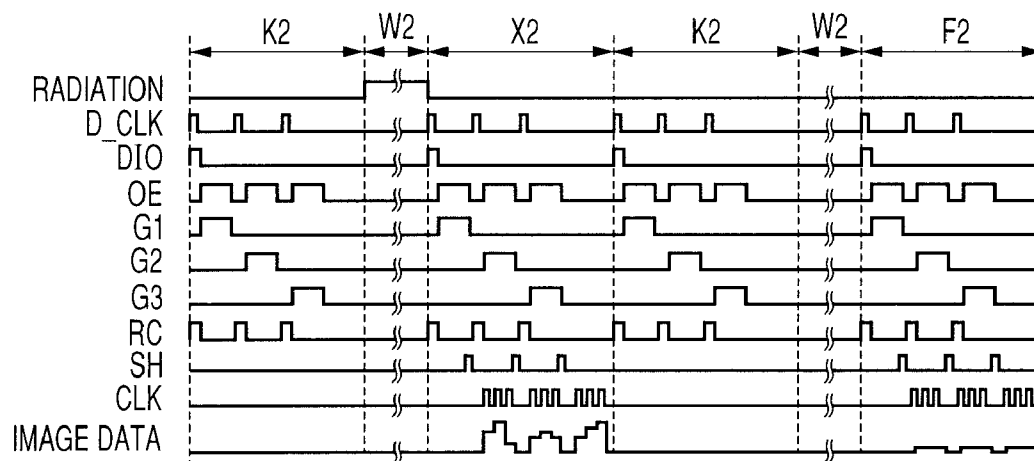 K2 W2 X2 K2 W2 F2
RADIATION
D_CLK
DIO
OE
G1
G2
G3
RC
SH
CLK
IMAGE DATA